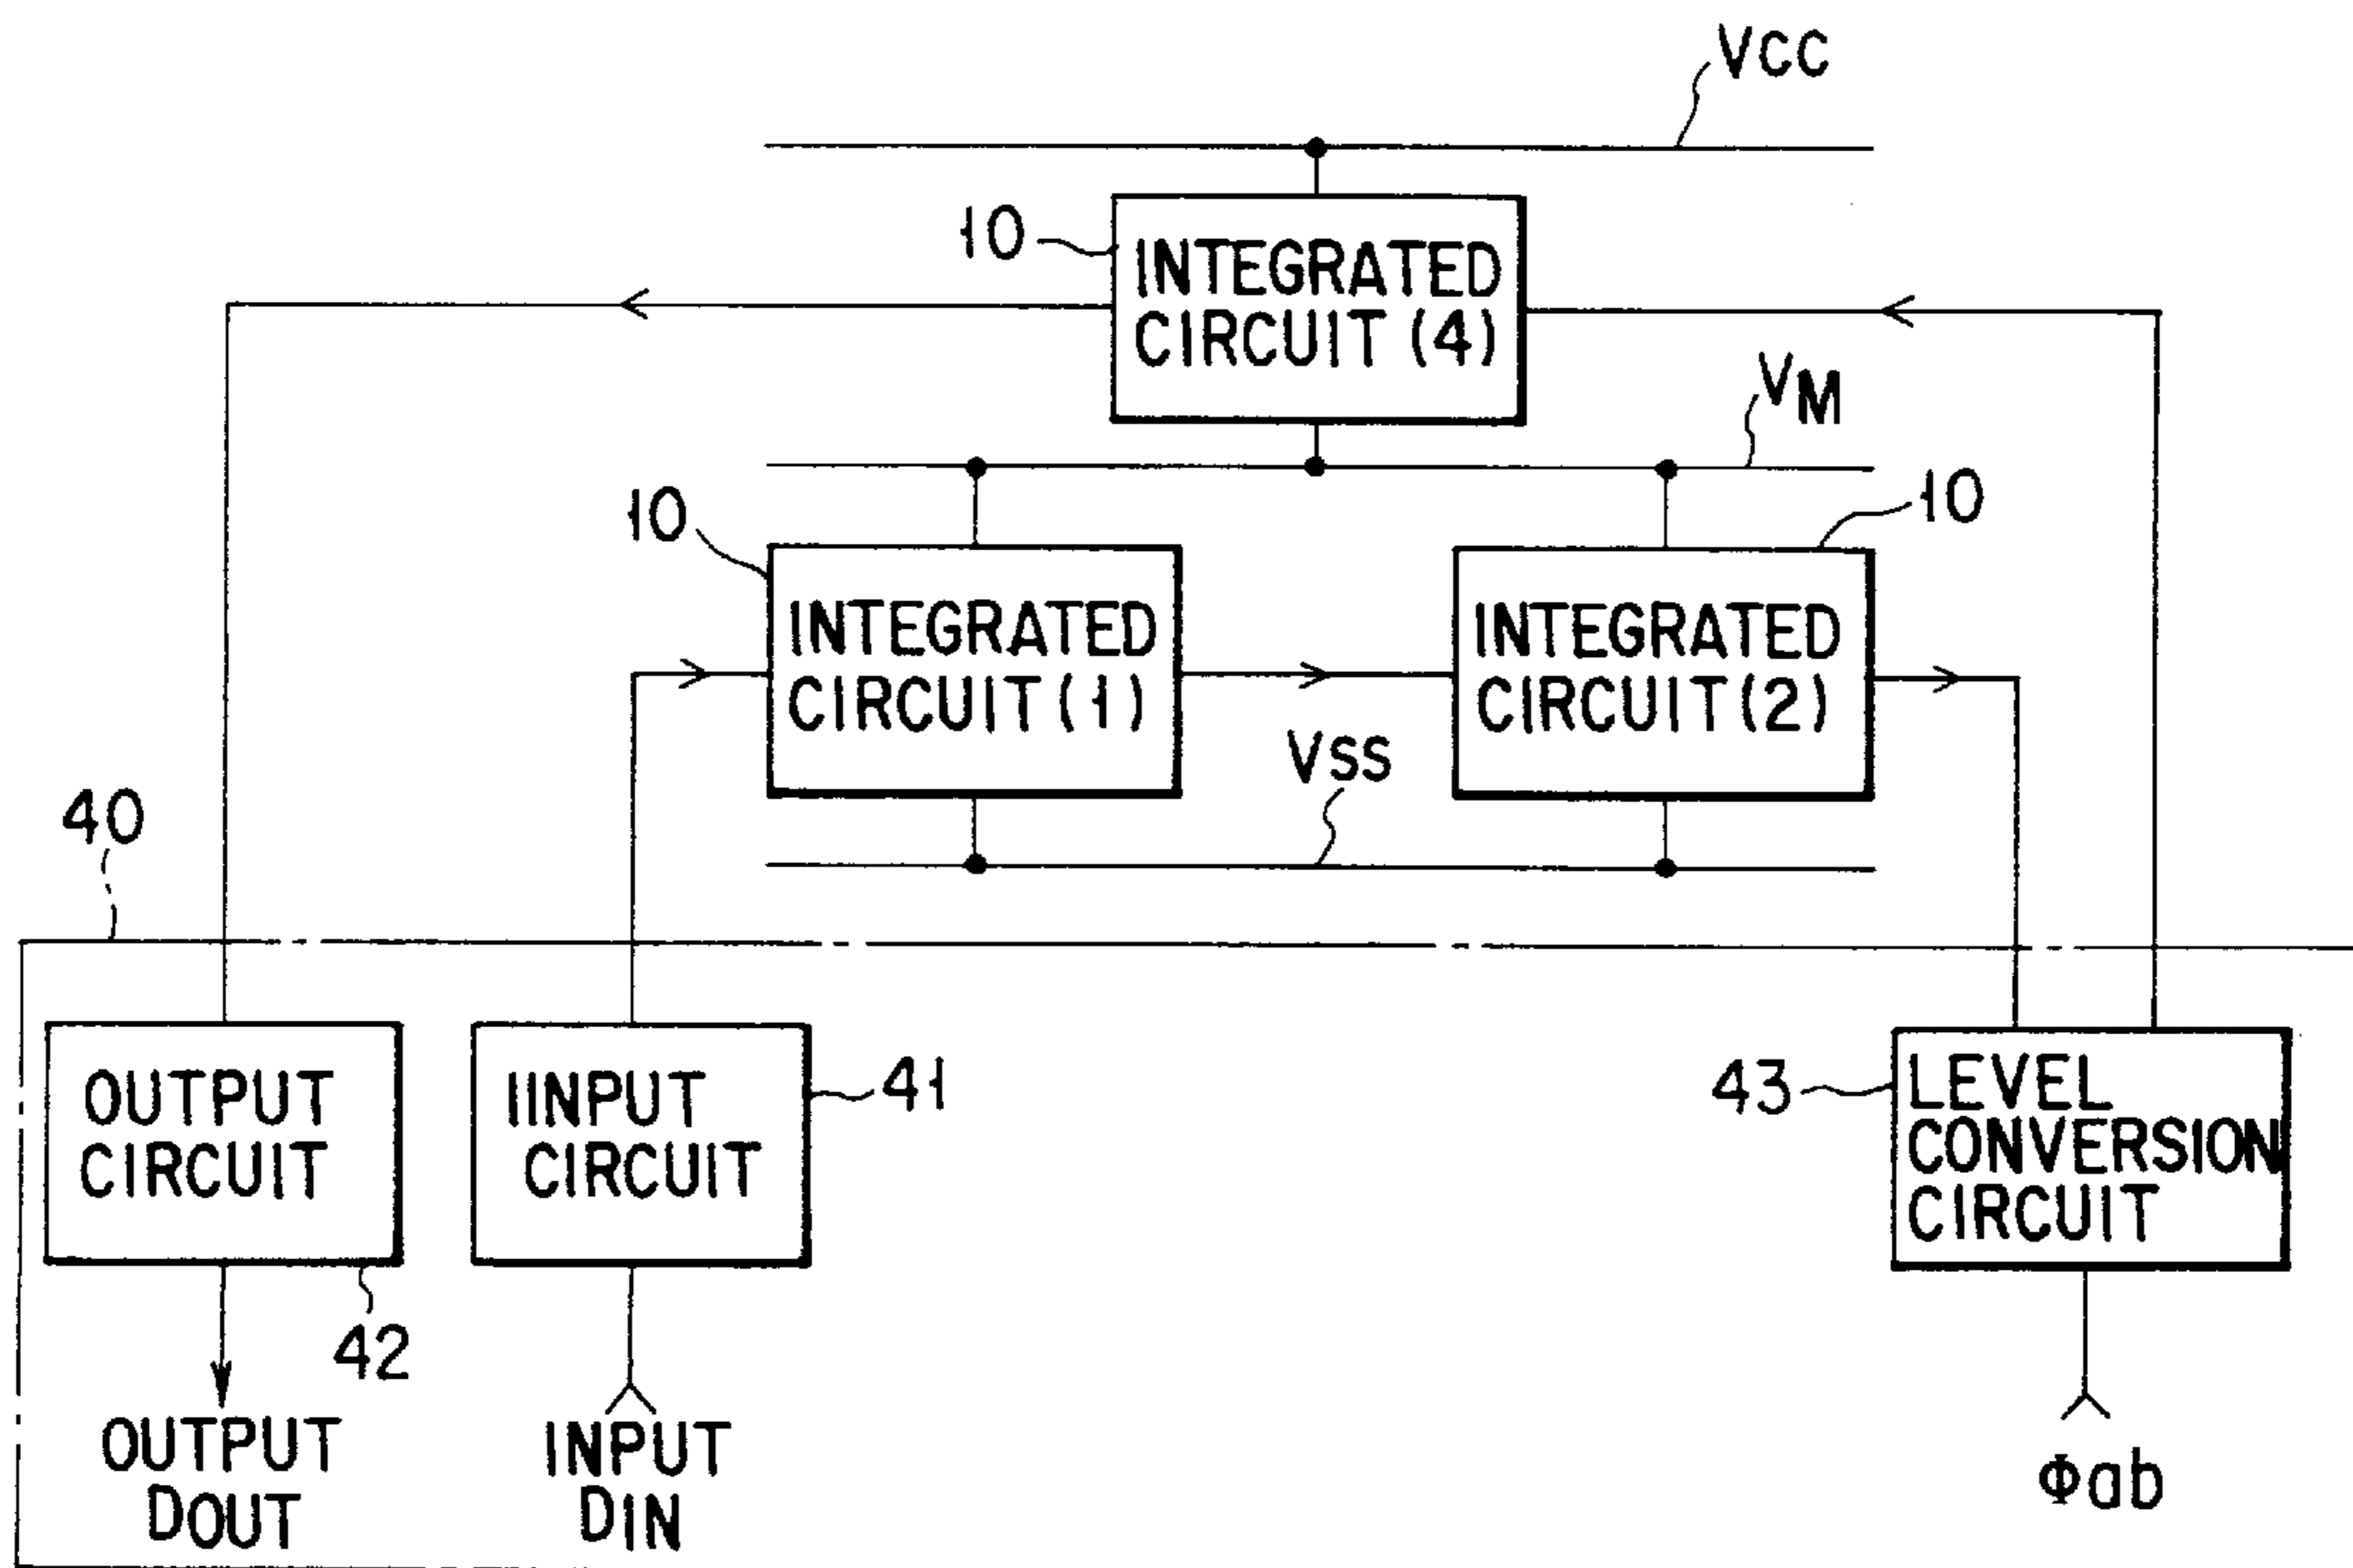 VCC
10
INTEGRATED
CIRCUIT (4)
VM
10
10
INTEGRATED
CIRCUIT (1)
INTEGRATED
CIRCUIT (2)
VSS
40
OUTPUT
CIRCUIT
IINPUT
CIRCUIT
41
43
LEVEL
CONVERSION
CIRCUIT
42
OUTPUT
DOUT
INPUT
DIN
Φab